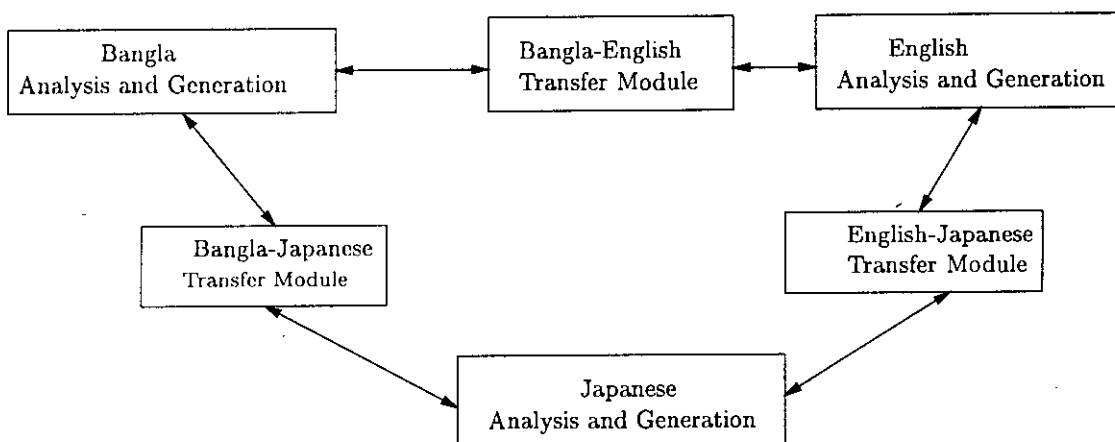 Bangla
Analysis and Generation
Bangla-English
Transfer Module
English
Analysis and Generation
Bangla-Japanese
Transfer Module
English-Japanese
Transfer Module
Japanese
Analysis and Generation